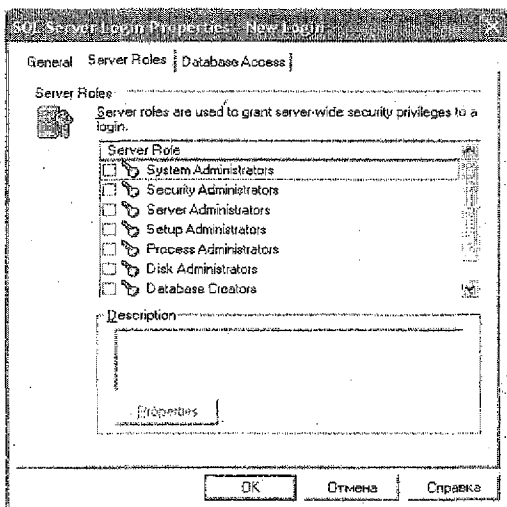 SQL Server Login Properties - New Login
General Server Roles Database Access
Server Roles
Server roles are used to grant server-wide security privileges to a
login.
Server Role
System Administrators
Security Administrators
Server Administrators
Setup Administrators
Process Administrators
Disk Administrators
Database Creators
Description
Properties
OK Отмена Справка